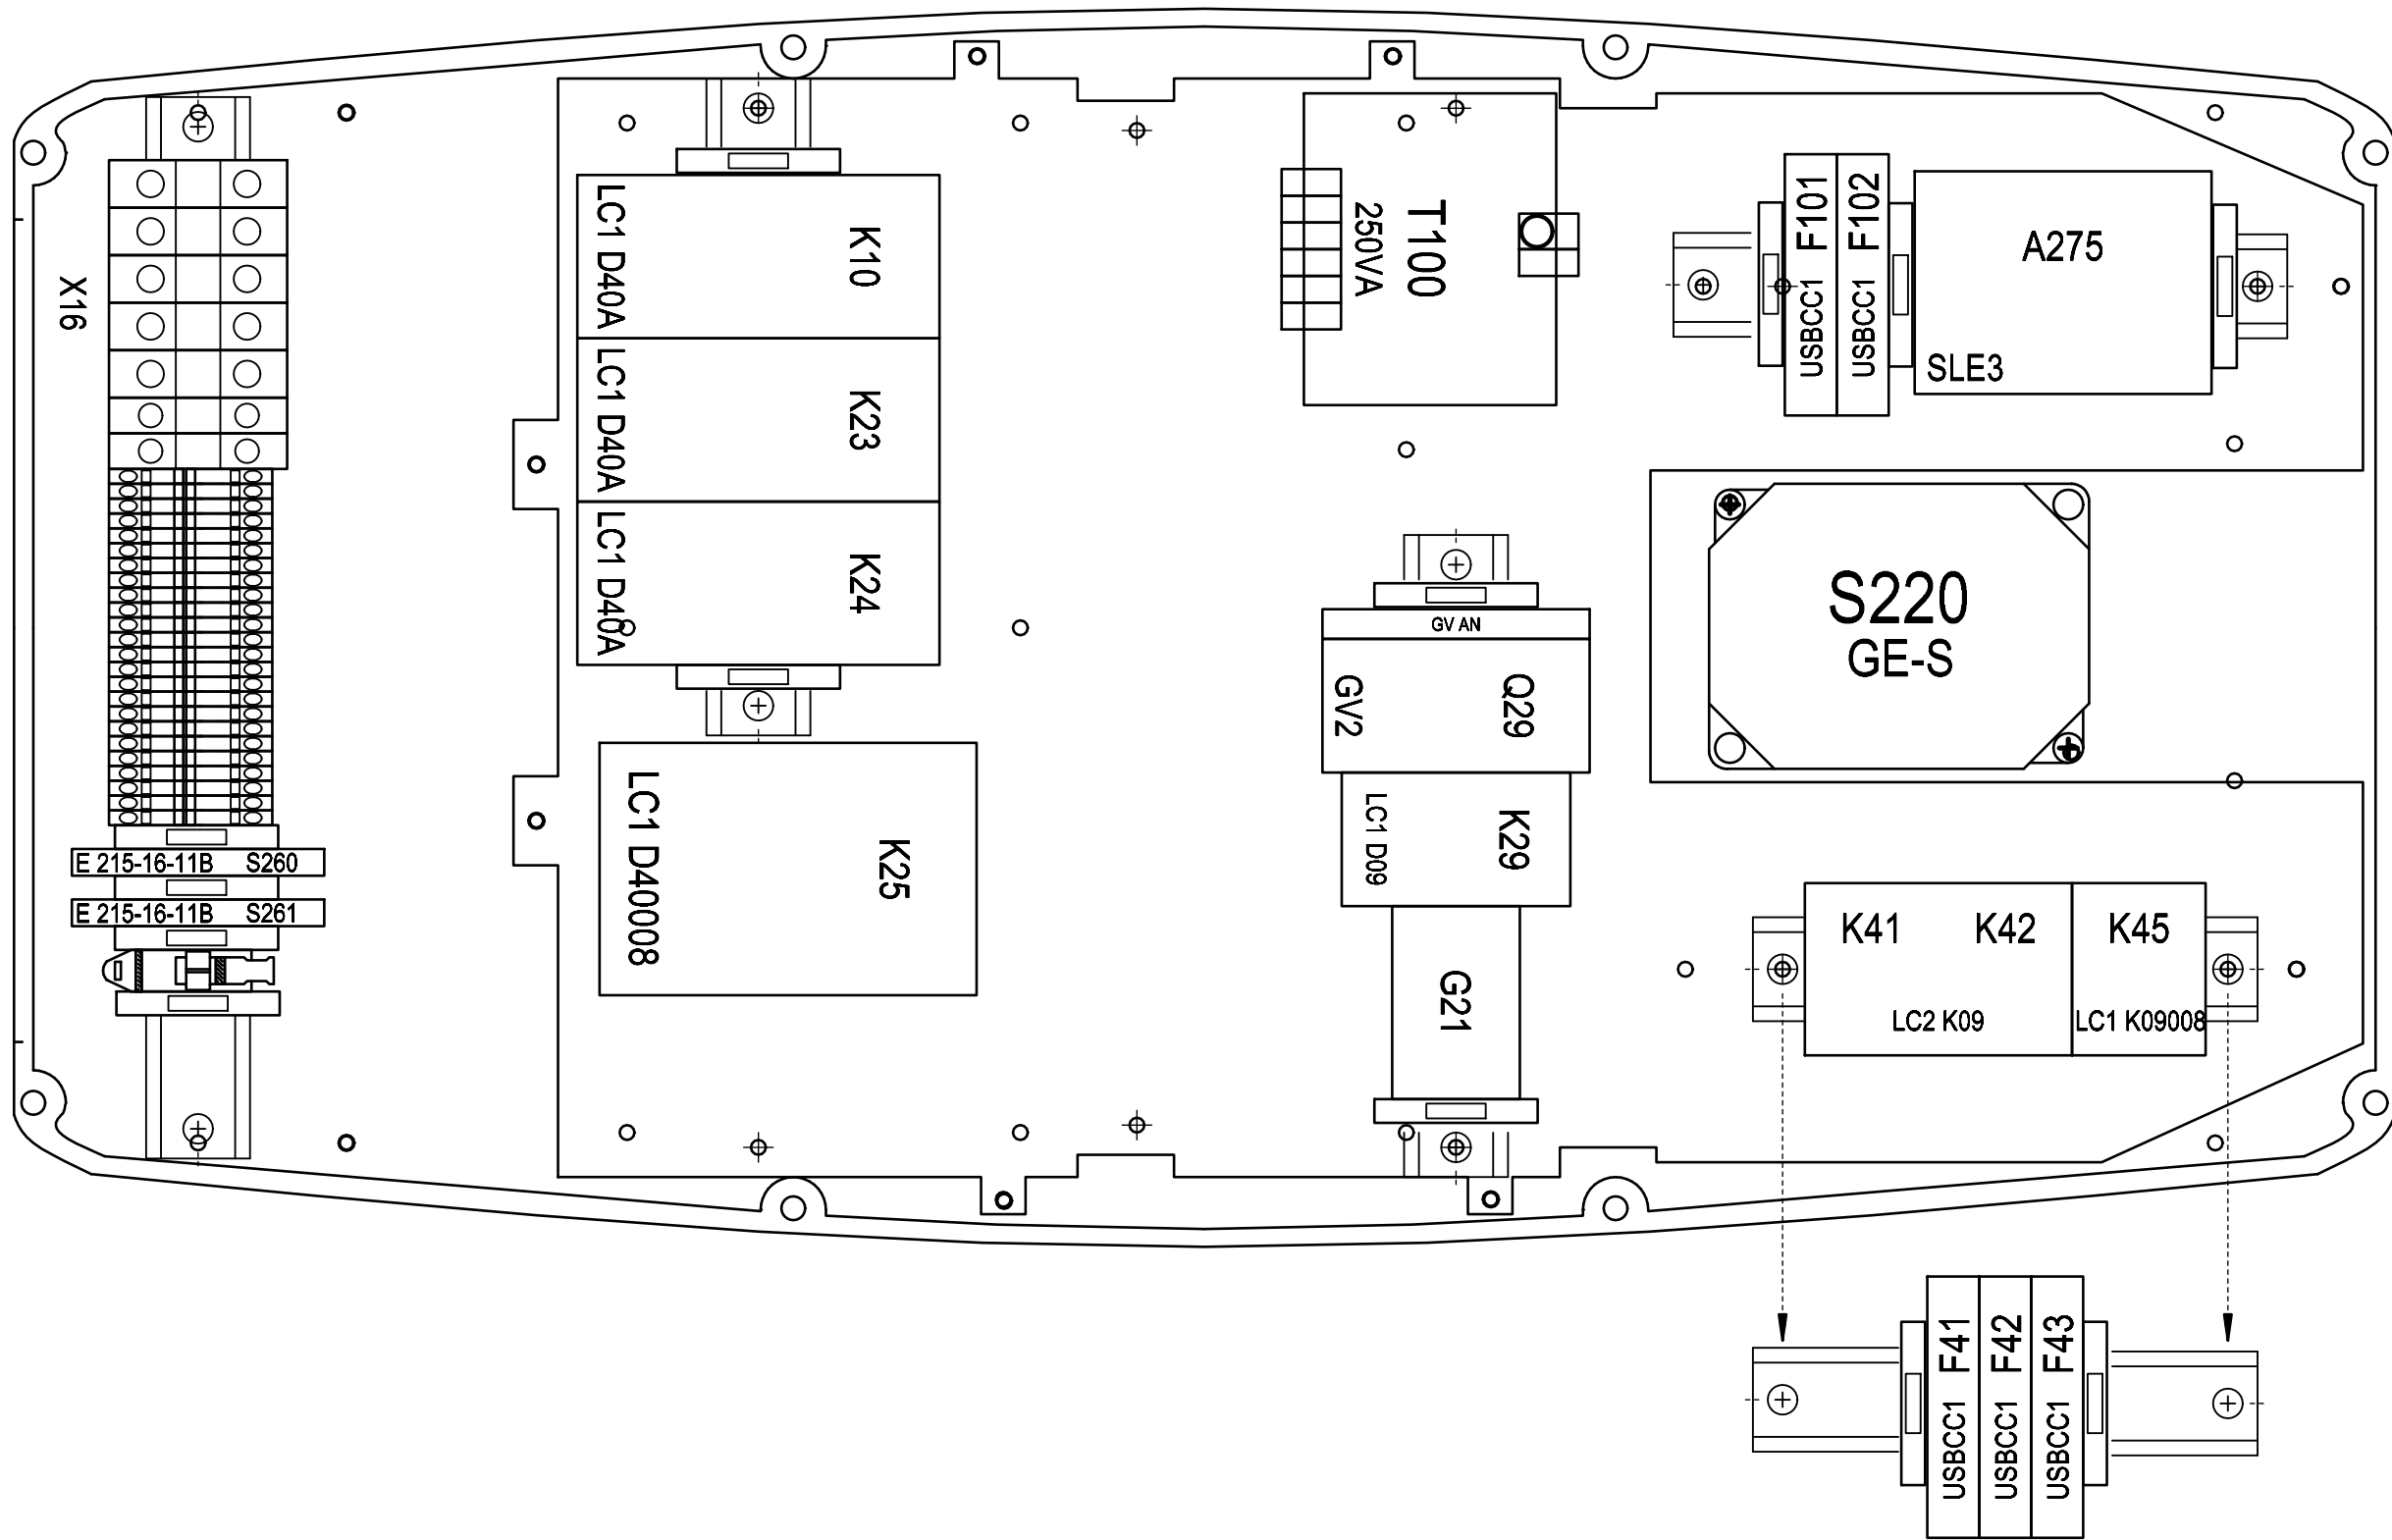 X16
E 215-16-11B S260
E 215-16-11B S261
K10
LC1 D40A
K23
LC1 D40A
K24
LC1 D40A
K25
LC1 D40008
T100
250VA
GV AN
Q29
GV2
K29
LC1 D09
G21
F101
USBCC1
F102
USBCC1
A275
SLE3
S220
GE-S
K41 K42 K45
LC2 K09 LC1 K09008
F41
USBCC1
F42
USBCC1
F43
USBCC1